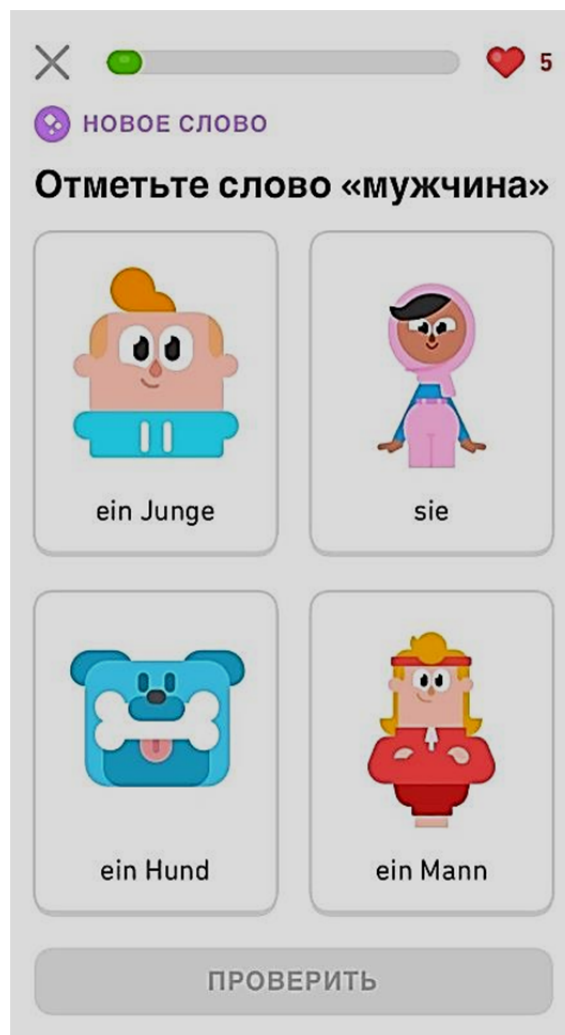 5
НОВОЕ СЛОВО
Отметьте слово «мужчина»
ein Junge
sie
ein Hund
ein Mann
ПРОВЕРИТЬ